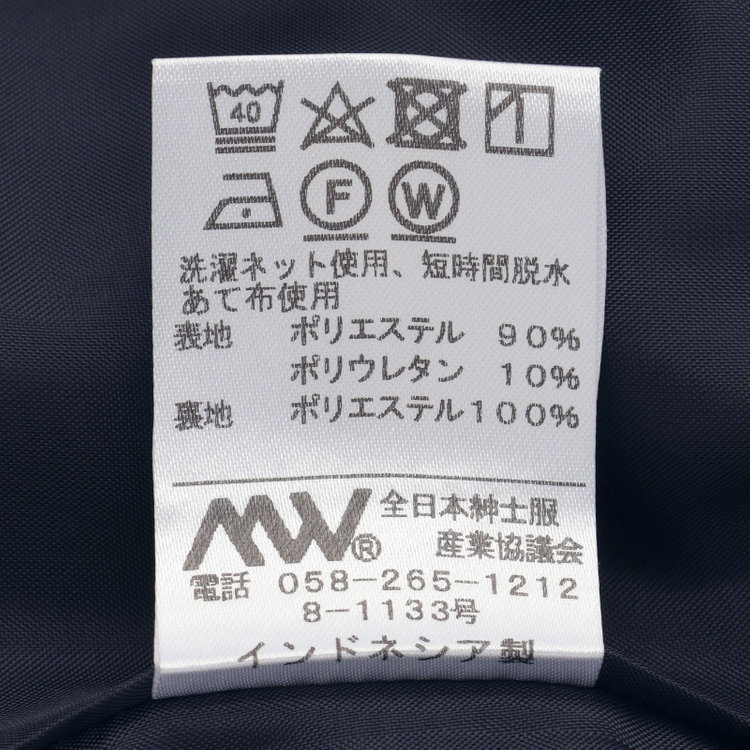 40
F W
洗濯ネット使用、短時間脱水
あて布使用
表地 ポリエステル 90%
ポリウレタン 10%
裏地 ポリエステル 100%
MW® 全日本紳士服
産業協議会
電話 058-265-1212
8-1133号
インドネシア製